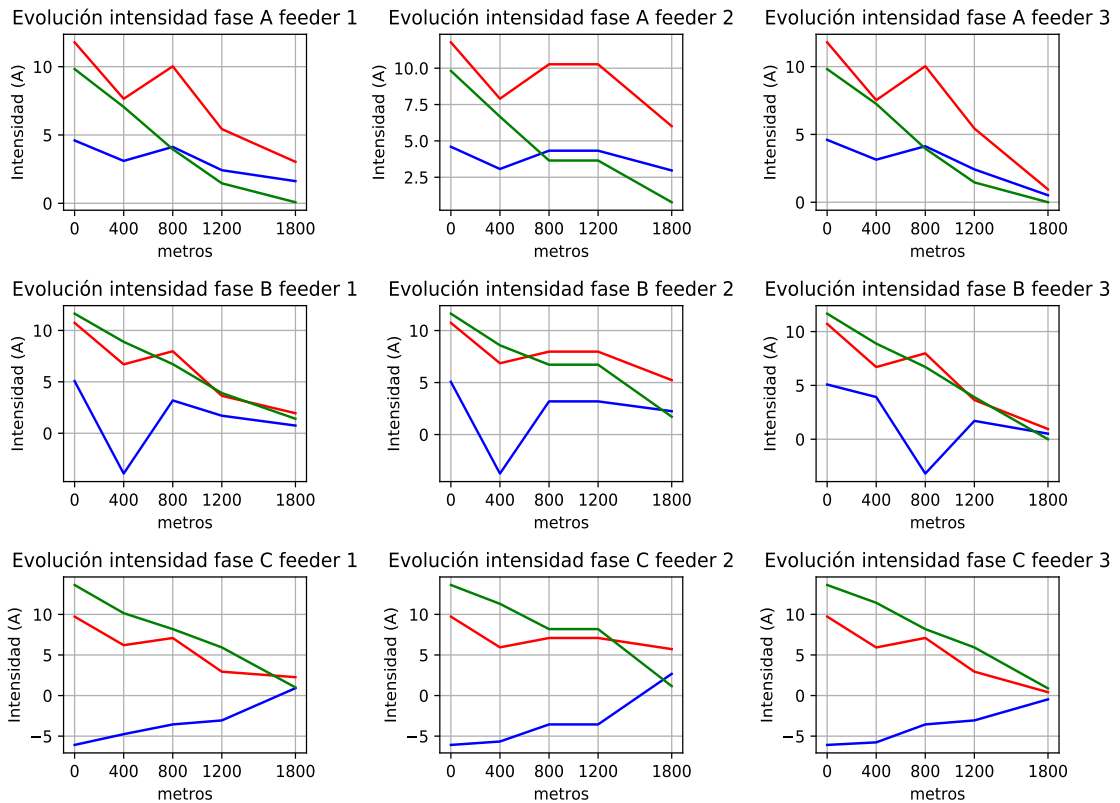 Evolución intensidad fase A feeder 1
Intensidad (A)
10
5
0
0 400 800 1200 1800
metros
Evolución intensidad fase A feeder 2
Intensidad (A)
10.0
7.5
5.0
2.5
0 400 800 1200 1800
metros
Evolución intensidad fase A feeder 3
Intensidad (A)
10
5
0
0 400 800 1200 1800
metros
Evolución intensidad fase B feeder 1
Intensidad (A)
10
5
0
0 400 800 1200 1800
metros
Evolución intensidad fase B feeder 2
Intensidad (A)
10
5
0
0 400 800 1200 1800
metros
Evolución intensidad fase B feeder 3
Intensidad (A)
10
5
0
0 400 800 1200 1800
metros
Evolución intensidad fase C feeder 1
Intensidad (A)
10
5
0
−5
0 400 800 1200 1800
metros
Evolución intensidad fase C feeder 2
Intensidad (A)
10
5
0
−5
0 400 800 1200 1800
metros
Evolución intensidad fase C feeder 3
Intensidad (A)
10
5
0
−5
0 400 800 1200 1800
metros